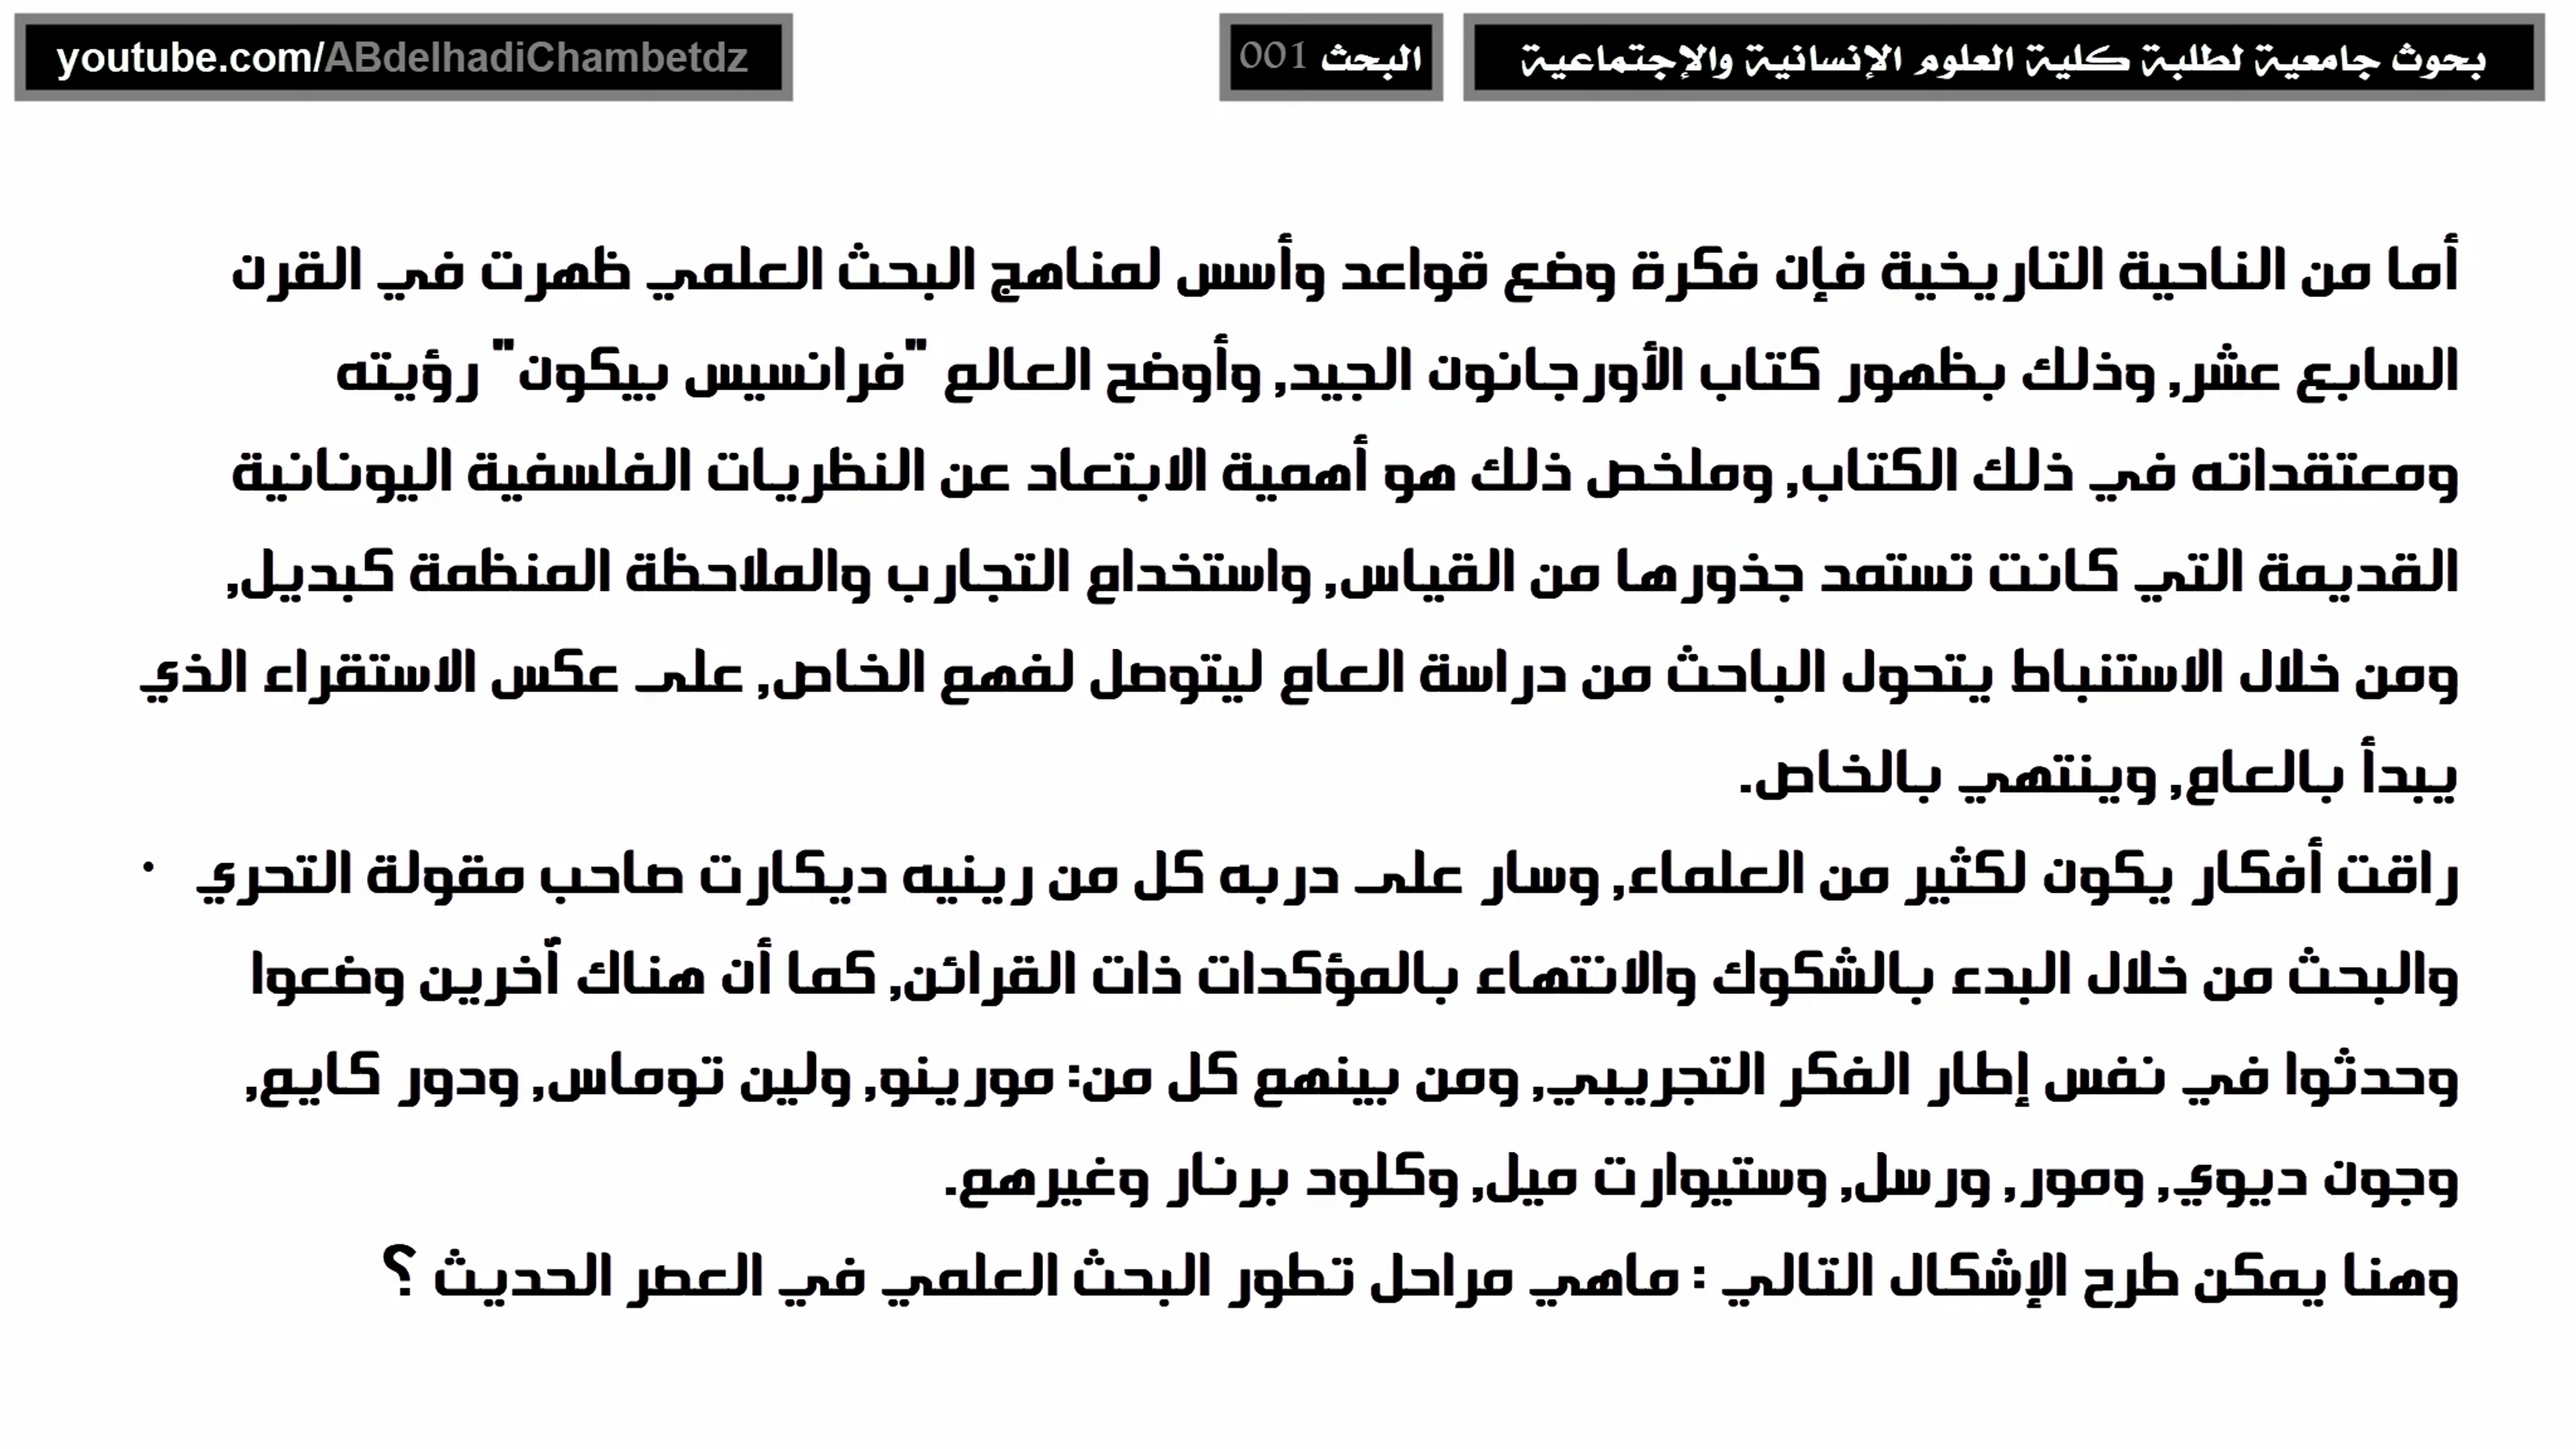 بحوث جامعية لطلبة كلية العلوم الإنسانية والإجتماعية
البحث 001
youtube.com/ABdelhadiChambetdz
أما من الناحية التاريخية فإن فكرة وضع قواعد وأسس لمناهج البحث العلمي ظهرت في القرن
السابع عشر, وذلك بظهور كتاب الأورجانون الجيد, وأوضح العالم "فرانسيس بيكون" رؤيته
ومعتقداته في ذلك الكتاب, وملخص ذلك هو أهمية الابتعاد عن النظريات الفلسفية اليونانية
القديمة التي كانت تستمد جذورها من القياس, واستخدام التجارب والملاحظة المنظمة كبديل,
ومن خلال الاستنباط يتحول الباحث من دراسة العام ليتوصل لفهم الخاص, على عكس الاستقراء الذي
يبدأ بالعام, وينتهي بالخاص.
راقت أفكار يكون لكثير من العلماء, وسار على دربه كل من رينيه ديكارت صاحب مقولة التحري •
والبحث من خلال البدء بالشكوك والانتهاء بالمؤكدات ذات القرائن, كما أن هناك آخرين وضعوا
وحدثوا في نفس إطار الفكر التجريبي, ومن بينهم كل من: مورينو, ولين توماس, ودور كايم,
وجون ديوي, ومور, ورسل, وستيوارت ميل, وكلود برنار وغيرهم.
وهنا يمكن طرح الإشكال التالي : ماهي مراحل تطور البحث العلمي في العصر الحديث ؟